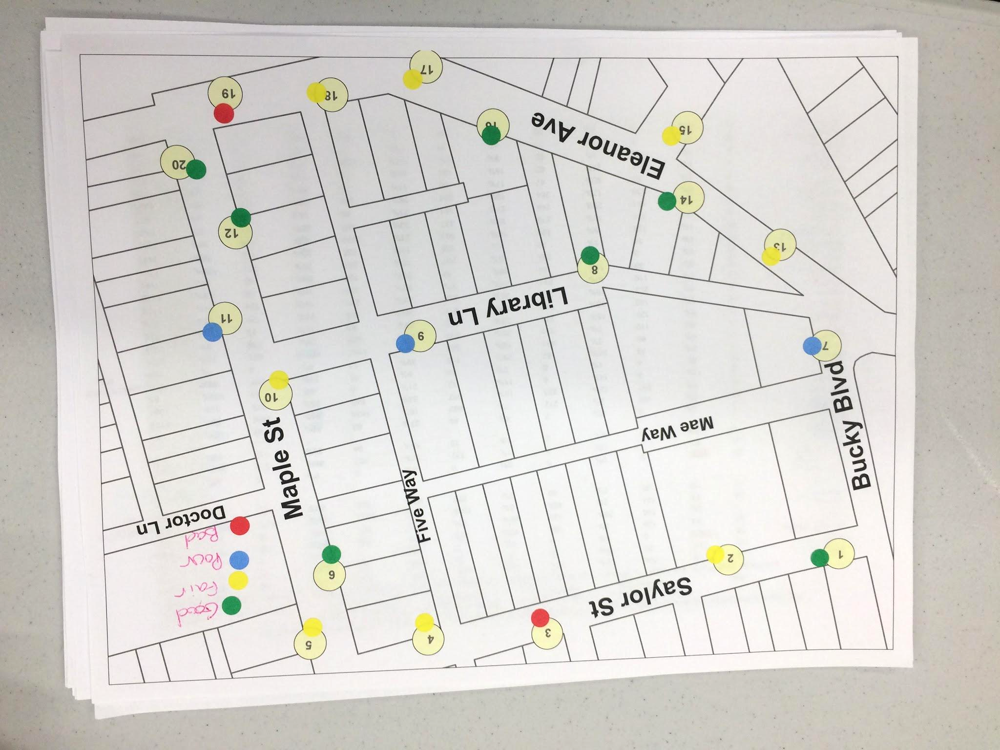 5
4
3
Good
Saylor St
Fair
6
Poor
2
1
Bad
Doctor Ln
Five Way
Maple St
Bucky Blvd
Mae Way
10
7
9
11
Library Ln
8
13
12
14
20
Eleanor Ave
15
16
18
19
17